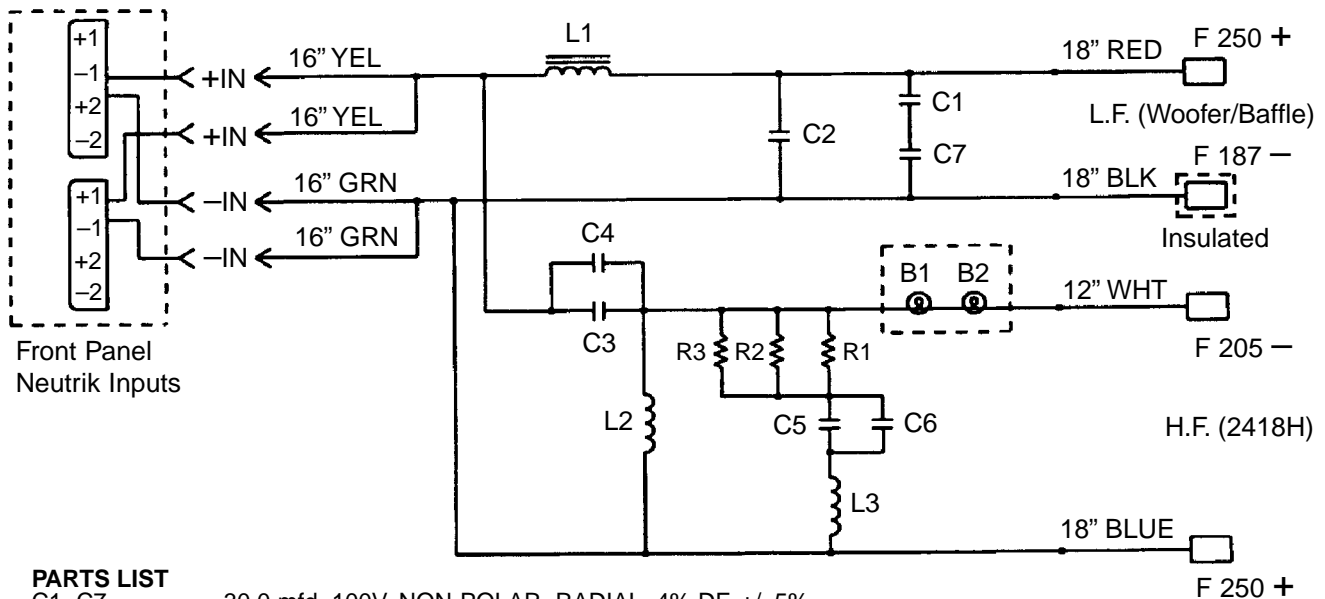 F 250 +
L1
+1
16” YEL
18” RED
–1
+IN
C1
L.F. (Woofer/Baffle)
+2
16” YEL
+IN
C2
–2
C7
F 187 –
16” GRN
18” BLK
+1
–IN
–1
16” GRN
C4
Insulated
–IN
+2
B1 B2
–2
12” WHT
C3
R3 R2 R1
F 205 –
Front Panel
Neutrik Inputs
L2
C5 C6
H.F. (2418H)
L3
18” BLUE
PARTS LIST
F 250 +